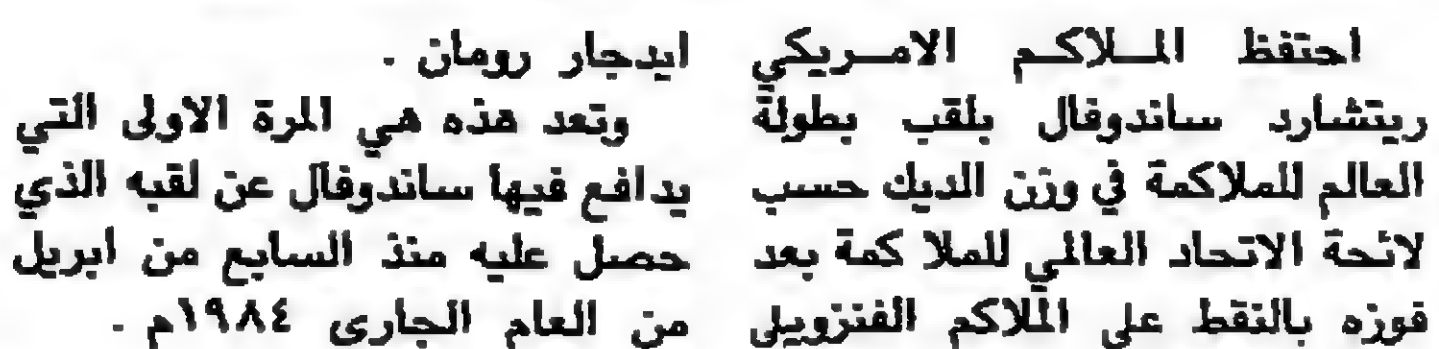 احتفظ الملاكم الامريكي
ريتشارد ساندوفال بلقب بطولة
العالم للملاكمة في وزن الديك حسب
لائحة الاتحاد العالمي للملا كمة بعد
فوزه بالنقط على الملاكم الفنزويلى
ايدجار رومان .
وتعد هذه هي المرة الاولى التي
يدافع فيها ساندوفال عن لقبه الذي
حصل عليه منذ السابع من ابريل
من العام الجارى ١٩٨٤م .